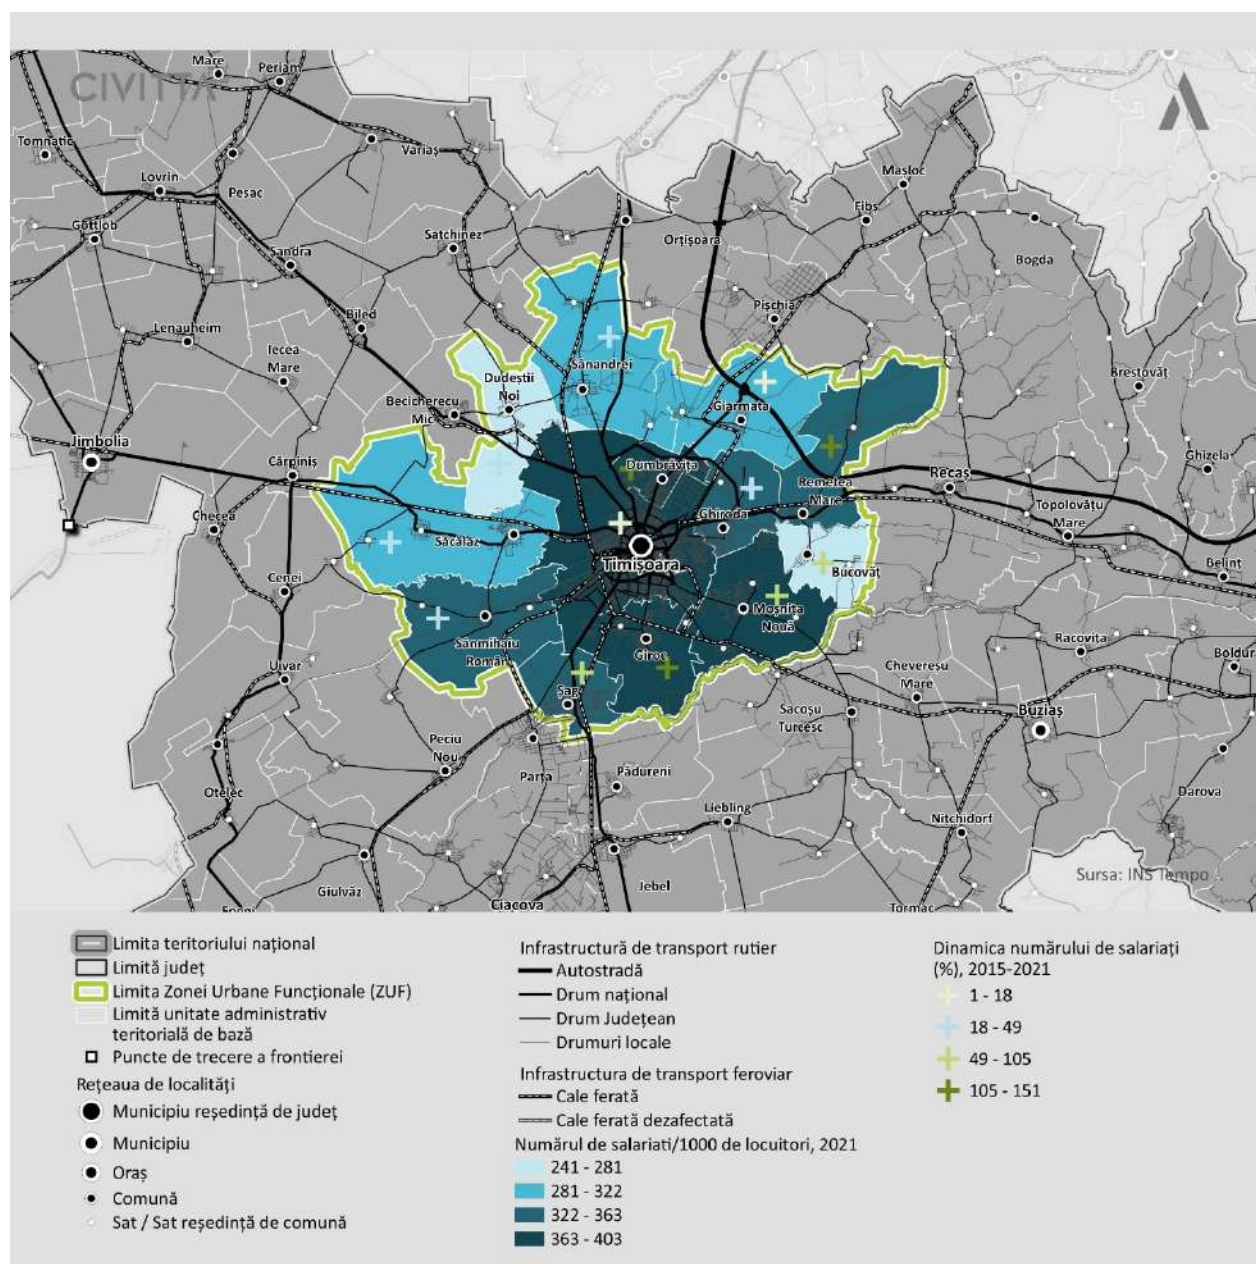 CIVITTA
Mare
Periam
Tomnatic
Variaș
Lovrin
Pesac
Mașloc
Gottlob
Fibiș
Satchinez
Orțișoara
Sandra
Bogda
Pișchia
Biled
Lenauheim
Iecea
Mare
Sânandrei
Dudeștii
Noi
Brestovăț
Becicherecu
Mic
Giarmata
Jimbolia
Cărpiniș
Dumbrăvița
Recaș
Ghizela
Remetea
Mare
Checea
Ghiroda
Topolovățu
Mare
Săcălaz
Timișoara
Bucovăț
Belinț
Cenei
Moșnița
Nouă
Sânmihaiu
Român
Giroc
Racovița
Uivar
Boldur
Chevereșu
Mare
Șag
Sacoșu
Turcesc
Buziaș
Peciu
Nou
Parța
Pădureni
Otelec
Darova
Liebling
Nițchidorf
Sursa: INS Tempo
Giulvăz
Jebel
Ciacova
Tormac
Limita teritoriului național
Limită județ
Limita Zonei Urbane Funcționale (ZUF)
Limită unitate administrativ
teritorială de bază
Puncte de trecere a frontierei
Rețeaua de localități
Municipiu reședință de județ
Municipiu
Oraș
Comună
Sat / Sat reședință de comună
Infrastructură de transport rutier
Autostradă
Drum național
Drum Județean
Drumuri locale
Infrastructura de transport feroviar
Cale ferată
Cale ferată dezafectată
Numărul de salariati/1000 de locuitori, 2021
241 - 281
281 - 322
322 - 363
363 - 403
Dinamica numărului de salariați
(%), 2015-2021
1 - 18
18 - 49
49 - 105
105 - 151